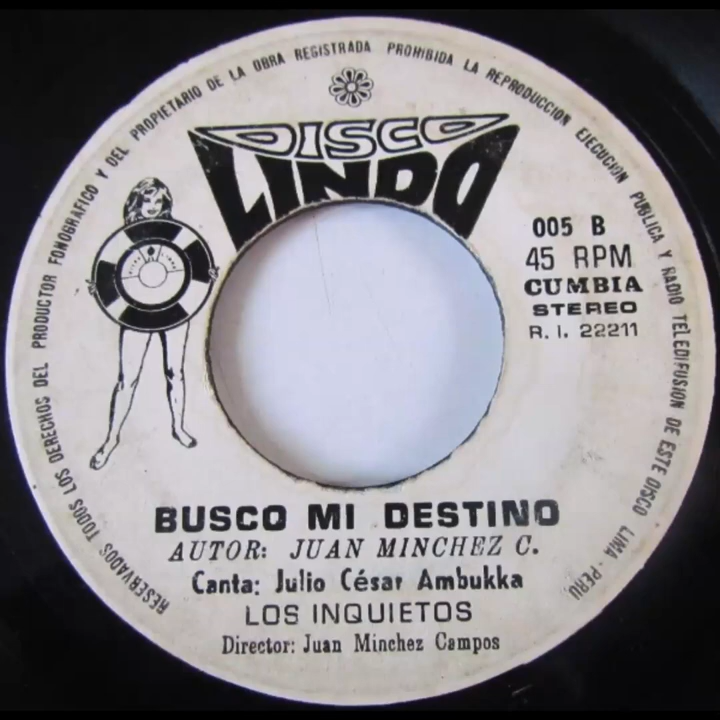 RESERVADOS TODOS LOS DERECHOS DEL PRODUCTOR FONOGRAFICO Y DEL PROPIETARIO DE LA OBRA REGISTRADA PROHIBIDA LA REPRODUCCION EJECUCION PUBLICA Y RADIO TELEDIFUSION DE ESTE DISCO LIMA - PERU
DISCO
LINDO
005 B
45 RPM
CUMBIA
STEREO
R. I. 22211
BUSCO MI DESTINO
AUTOR: JUAN MINCHEZ C.
Canta: Julio César Ambukka
LOS INQUIETOS
Director: Juan Minchez Campos